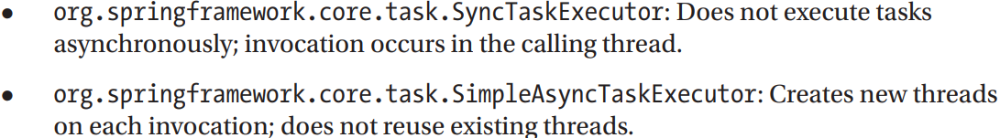 • org.springframework.core.task.SyncTaskExecutor: Does not execute tasks
asynchronously; invocation occurs in the calling thread.
• org.springframework.core.task.SimpleAsyncTaskExecutor: Creates new threads
on each invocation; does not reuse existing threads.